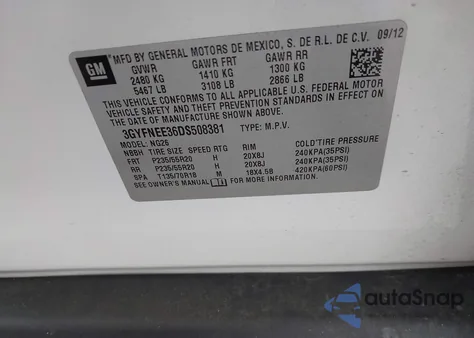 GM
MFD BY GENERAL MOTORS DE MEXICO, S. DE R.L. DE C.V. 09/12
GVWR GAWR FRT GAWR RR
2480 KG 1410 KG 1300 KG
5467 LB 3108 LB 2866 LB
THIS VEHICLE CONFORMS TO ALL APPLICABLE U.S. FEDERAL MOTOR
VEHICLE SAFETY, BUMPER, AND THEFT PREVENTION STANDARDS IN
EFFECT ON THE DATE OF MANUFACTURE SHOWN ABOVE.
3GYFNEE36DS508381 TYPE: M.P.V.
MODEL: NG26
NBBH TIRE SIZE SPEED RTG RIM COLD TIRE PRESSURE
FRT P235/55R20 H 20X8J 240KPA(35PSI)
RR P235/55R20 H 20X8J 240KPA(35PSI)
SPA T135/70R18 M 18X4.5B 420KPA(60PSI)
SEE OWNER'S MANUAL FOR MORE INFORMATION.
autoSnap